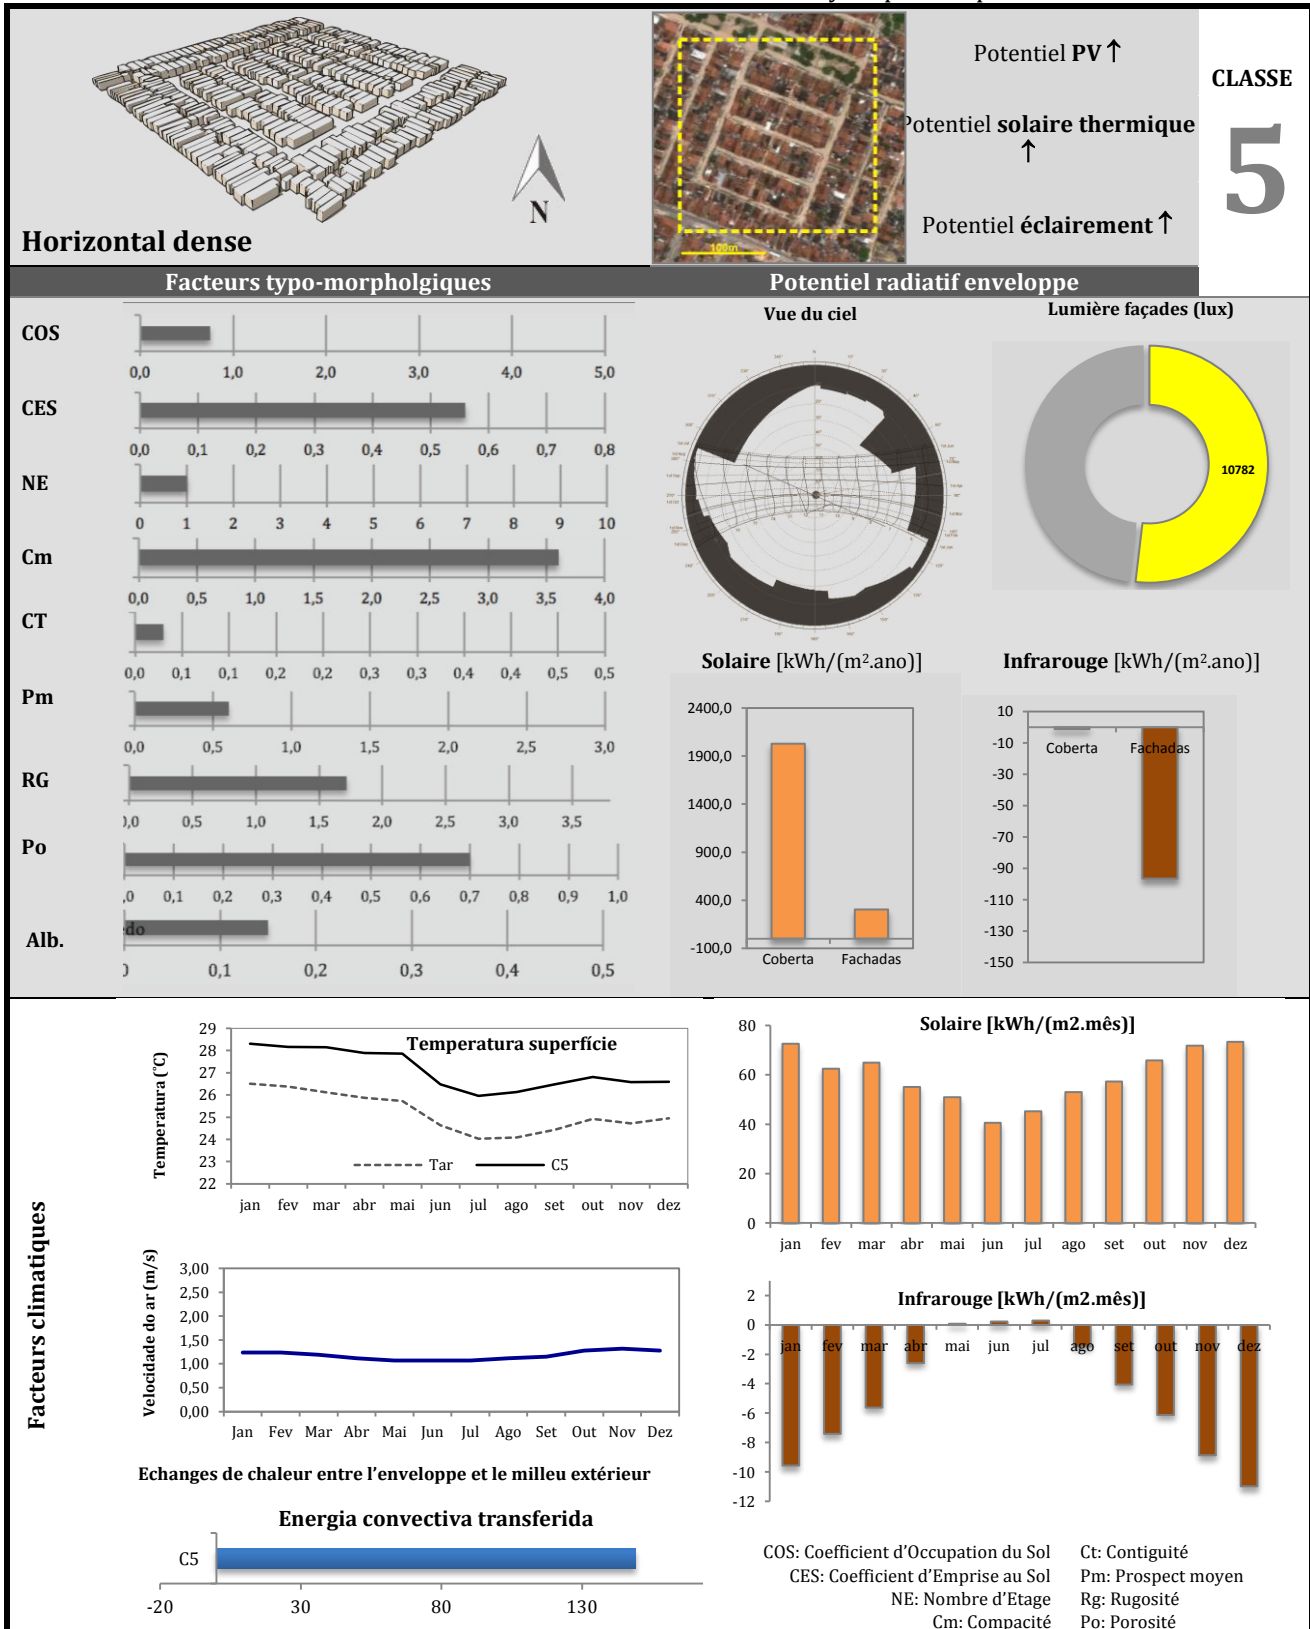 Potentiel PV ↑
CLASSE
Potentiel solaire thermique
↑
5
Potentiel éclairement ↑
N
100m
Horizontal dense
Facteurs typo-morpholgiques
Potentiel radiatif enveloppe
COS
0,0 1,0 2,0 3,0 4,0 5,0
CES
0,0 0,1 0,2 0,3 0,4 0,5 0,6 0,7 0,8
NE
0 1 2 3 4 5 6 7 8 9 10
Cm
0,0 0,5 1,0 1,5 2,0 2,5 3,0 3,5 4,0
CT
0,0 0,1 0,1 0,2 0,2 0,3 0,3 0,4 0,4 0,5 0,5
Pm
0,0 0,5 1,0 1,5 2,0 2,5 3,0
RG
0,0 0,5 1,0 1,5 2,0 2,5 3,0 3,5
Po
,0 0,1 0,2 0,3 0,4 0,5 0,6 0,7 0,8 0,9 1,0
Alb.
edo
0,1 0,2 0,3 0,4 0,5
Vue du ciel
Lumière façades (lux)
10782
Solaire [kWh/(m².ano)]
2400,0
1900,0
1400,0
900,0
400,0
-100,0
Coberta Fachadas
Infrarouge [kWh/(m².ano)]
10
-10
-30
-50
-70
-90
-110
-130
-150
Coberta Fachadas
Facteurs climatiques
Temperatura superfície
Temperatura (°C)
29
28
27
26
25
24
23
22
Tar C5
jan fev mar abr mai jun jul ago set out nov dez
Solaire [kWh/(m2.mês)]
80
60
40
20
0
jan fev mar abr mai jun jul ago set out nov dez
Velocidade do ar (m/s)
3,00
2,50
2,00
1,50
1,00
0,50
0,00
Jan Fev Mar Abr Mai Jun Jul Ago Set Out Nov Dez
Infrarouge [kWh/(m2.mês)]
2
0
-2
-4
-6
-8
-10
-12
jan fev mar abr mai jun jul ago set out nov dez
Echanges de chaleur entre l’enveloppe et le milleu extérieur
Energia convectiva transferida
C5
-20 30 80 130
COS: Coefficient d’Occupation du Sol Ct: Contiguité
CES: Coefficient d’Emprise au Sol Pm: Prospect moyen
NE: Nombre d’Etage Rg: Rugosité
Cm: Compacité Po: Porosité